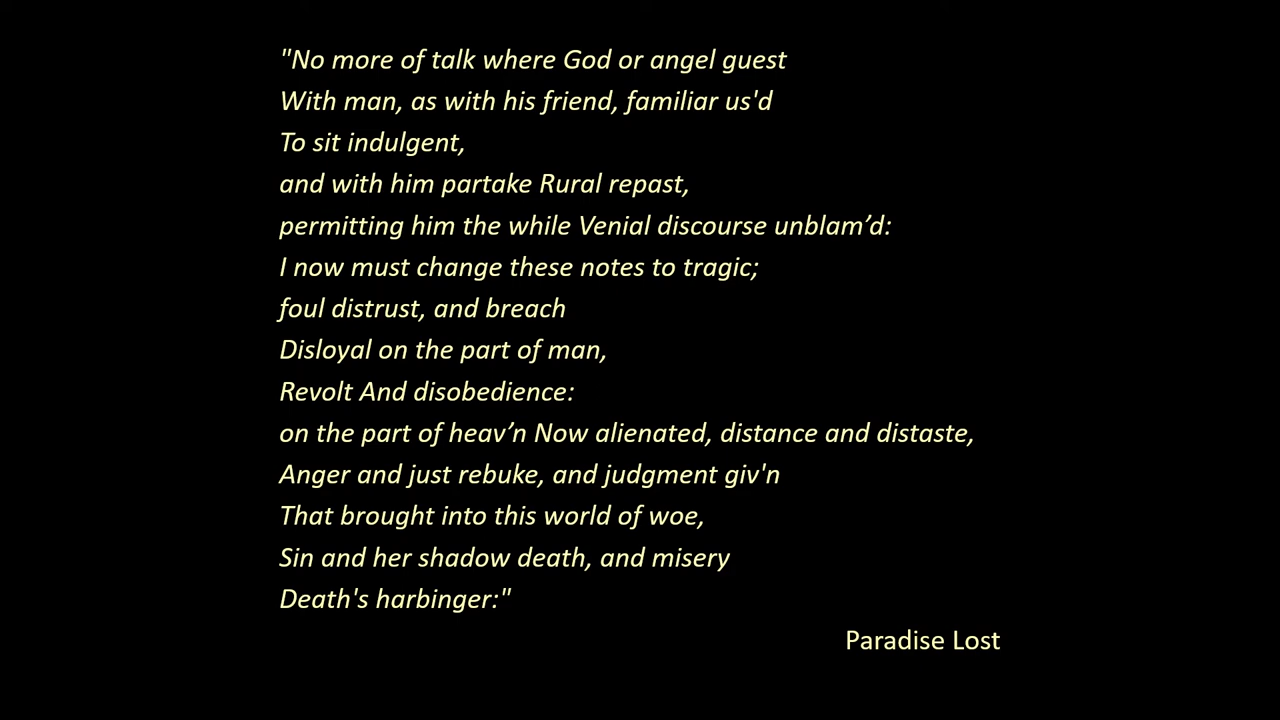 "No more of talk where God or angel guest
With man, as with his friend, familiar us'd
To sit indulgent,
and with him partake Rural repast,
permitting him the while Venial discourse unblam’d:
I now must change these notes to tragic;
foul distrust, and breach
Disloyal on the part of man,
Revolt And disobedience:
on the part of heav’n Now alienated, distance and distaste,
Anger and just rebuke, and judgment giv'n
That brought into this world of woe,
Sin and her shadow death, and misery
Death's harbinger:"
Paradise Lost